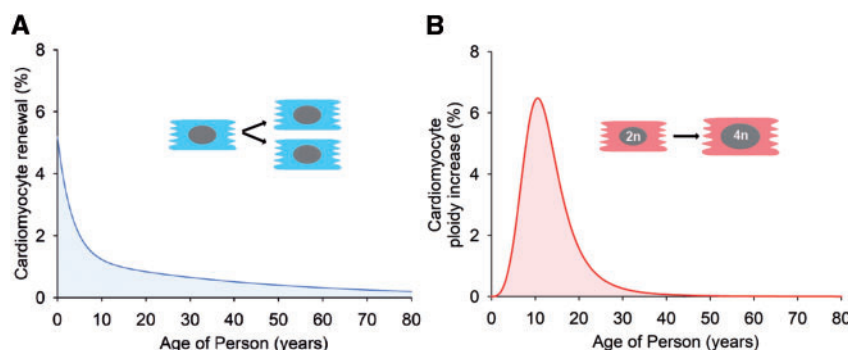 A
Cardiomyocyte renewal (%)
8
6
4
2
0
0 10 20 30 40 50 60 70 80
Age of Person (years)
B
Cardiomyocyte
ploidy increase (%)
8
6
4
2
0
2n 4n
0 10 20 30 40 50 60 70 80
Age of Person (years)